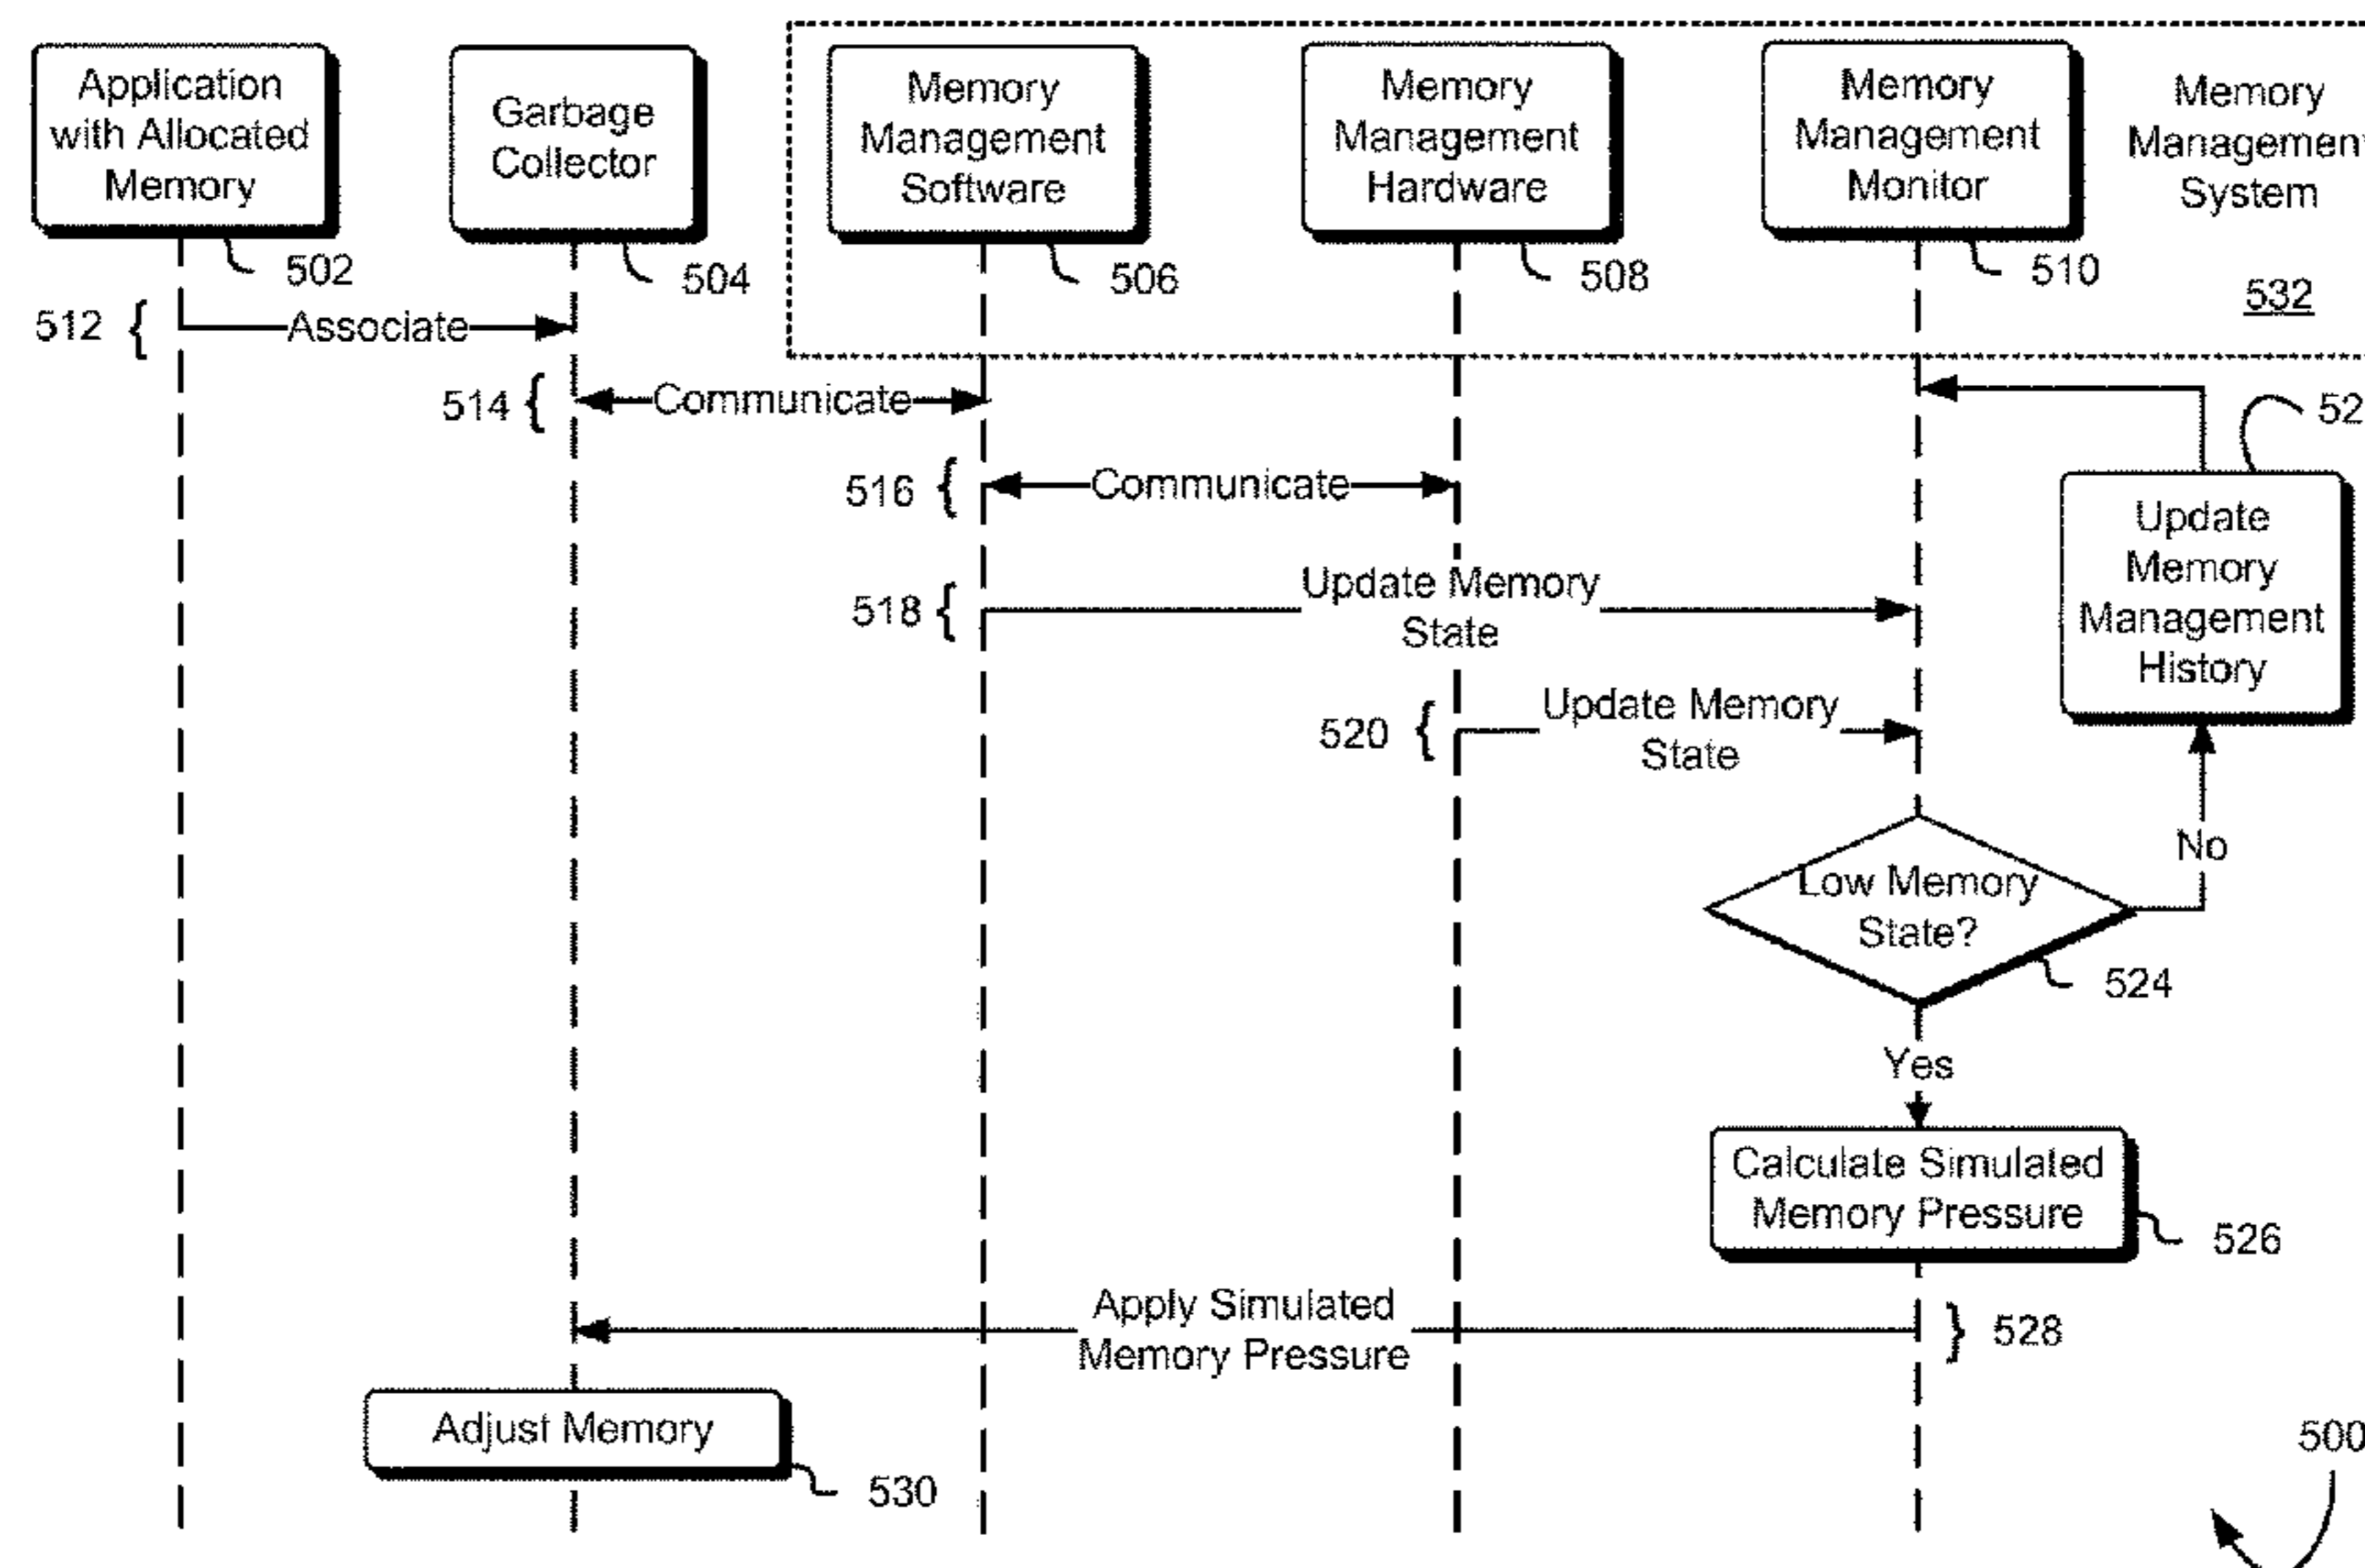 Application
with Allocated
Memory
Garbage
Collector
Memory
Management
Software
Memory
Management
Hardware
Memory
Management
Monitor
Memory
Management
System
502
504
506
508
510
532
512 {
Associate
514 {
Communicate
516 {
Communicate
52
Update
Memory
Management
History
518 {
Update Memory
State
520 {
Update Memory
State
No
Low Memory
State?
524
Yes
Calculate Simulated
Memory Pressure
526
Apply Simulated
Memory Pressure
} 528
Adjust Memory
530
500